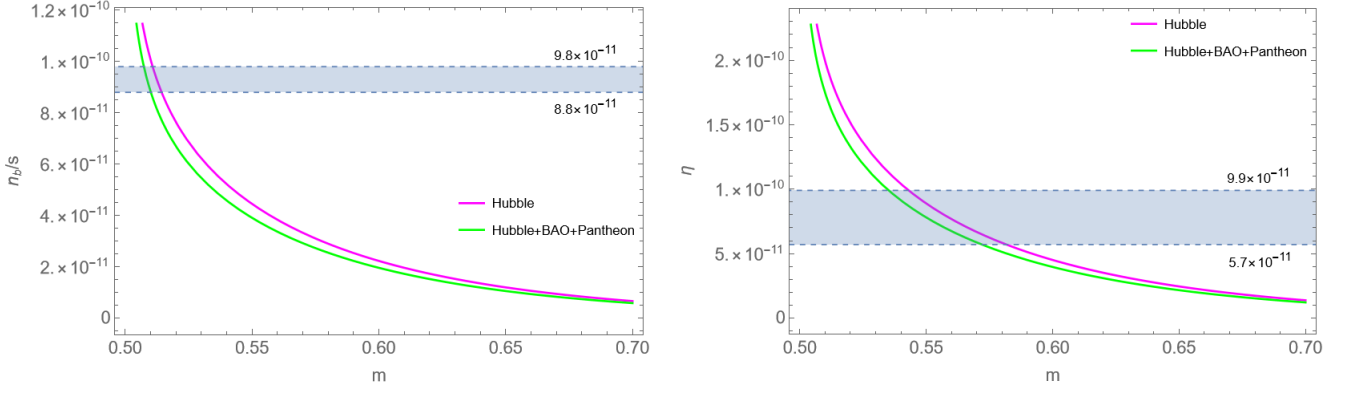 1.2×10⁻¹⁰
1.×10⁻¹⁰
8.×10⁻¹¹
6.×10⁻¹¹
4.×10⁻¹¹
2.×10⁻¹¹
0
n_b/s
9.8×10⁻¹¹
8.8×10⁻¹¹
Hubble
Hubble+BAO+Pantheon
0.50 0.55 0.60 0.65 0.70
m
2.×10⁻¹⁰
1.5×10⁻¹⁰
1.×10⁻¹⁰
5.×10⁻¹¹
0
η
Hubble
Hubble+BAO+Pantheon
9.9×10⁻¹¹
5.7×10⁻¹¹
0.50 0.55 0.60 0.65 0.70
m